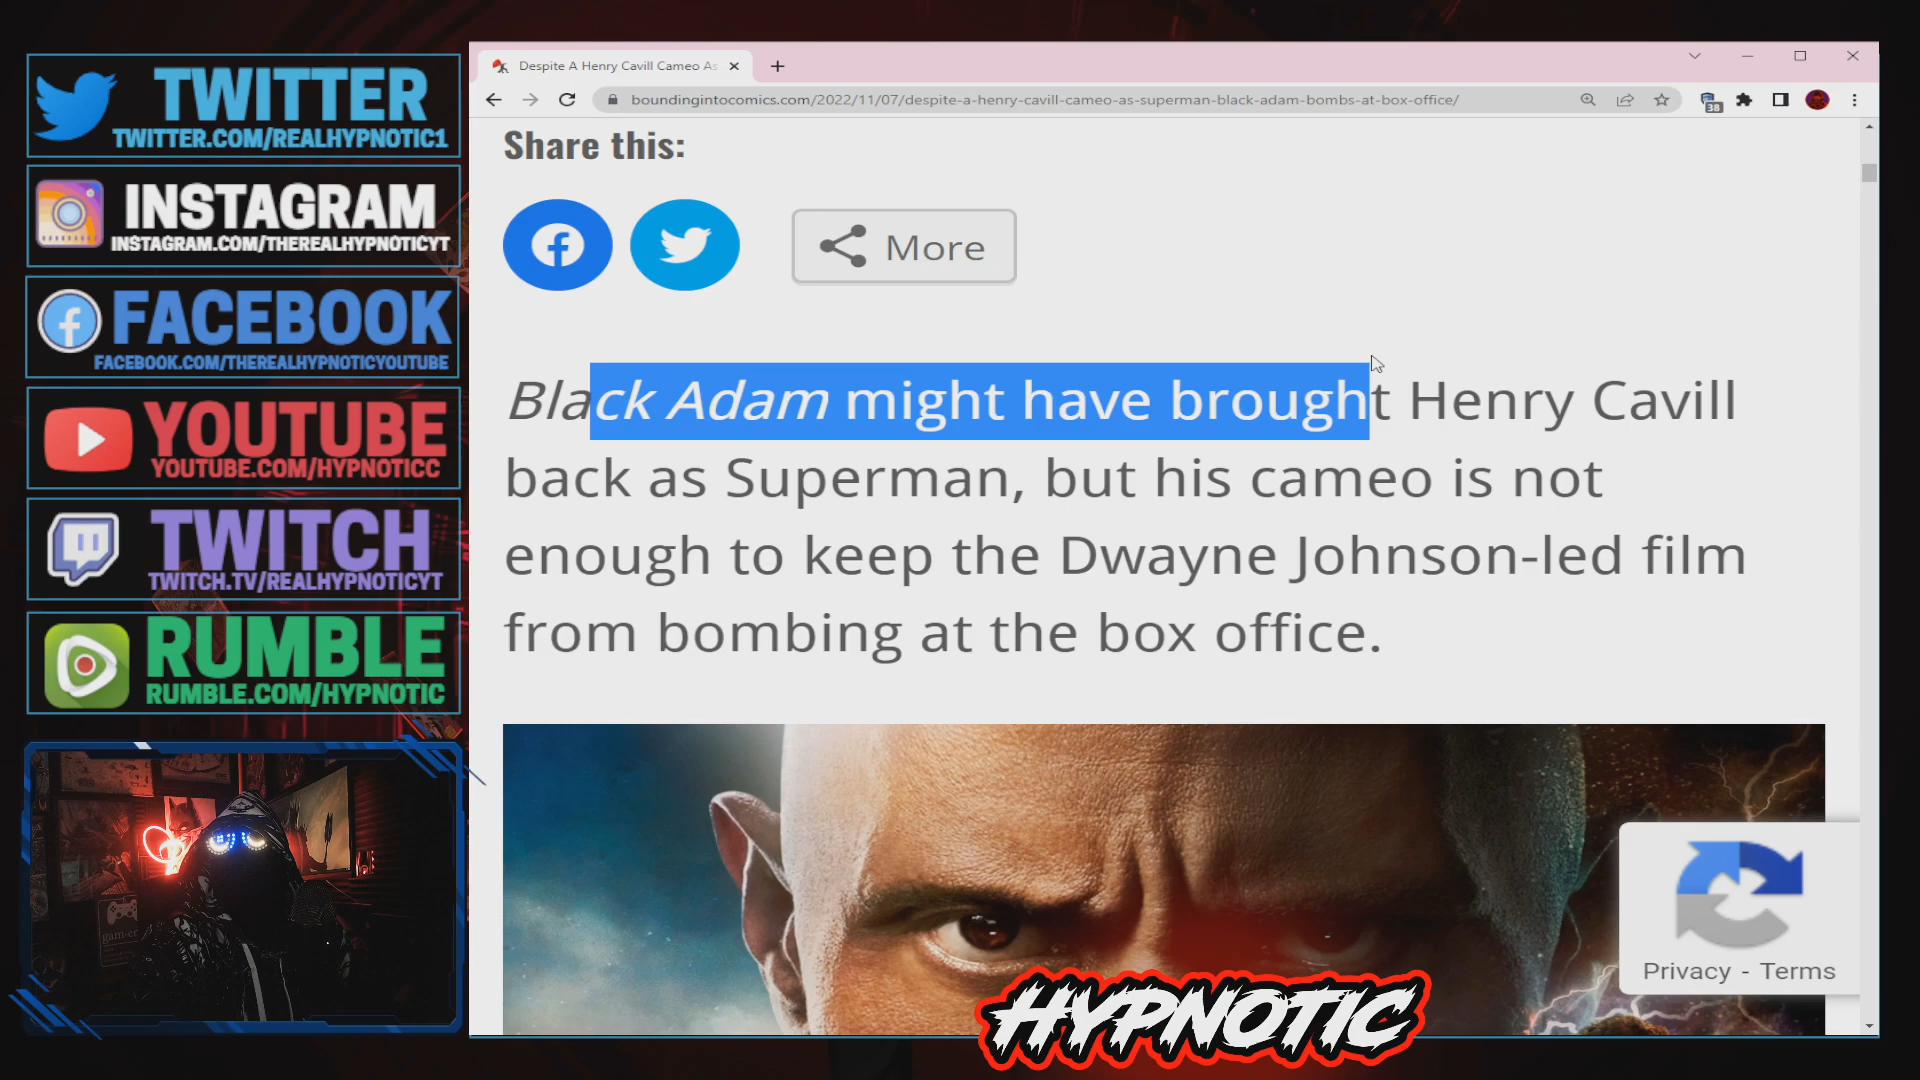 TWITTER
TWITTER.COM/REALHYPNOTIC1
INSTAGRAM
INSTAGRAM.COM/THEREALHYPNOTICYT
FACEBOOK
FACEBOOK.COM/THEREALHYPNOTICYOUTUBE
YOUTUBE
YOUTUBE.COM/HYPNOTICC
TWITCH
TWITCH.TV/REALHYPNOTICYT
RUMBLE
RUMBLE.COM/HYPNOTIC
gam·er
Despite A Henry Cavill Cameo As
boundingintocomics.com/2022/11/07/despite-a-henry-cavill-cameo-as-superman-black-adam-bombs-at-box-office/
38
Share this:
More
Black Adam might have brought Henry Cavill
back as Superman, but his cameo is not
enough to keep the Dwayne Johnson-led film
from bombing at the box office.
Privacy - Terms
HYPNOTIC